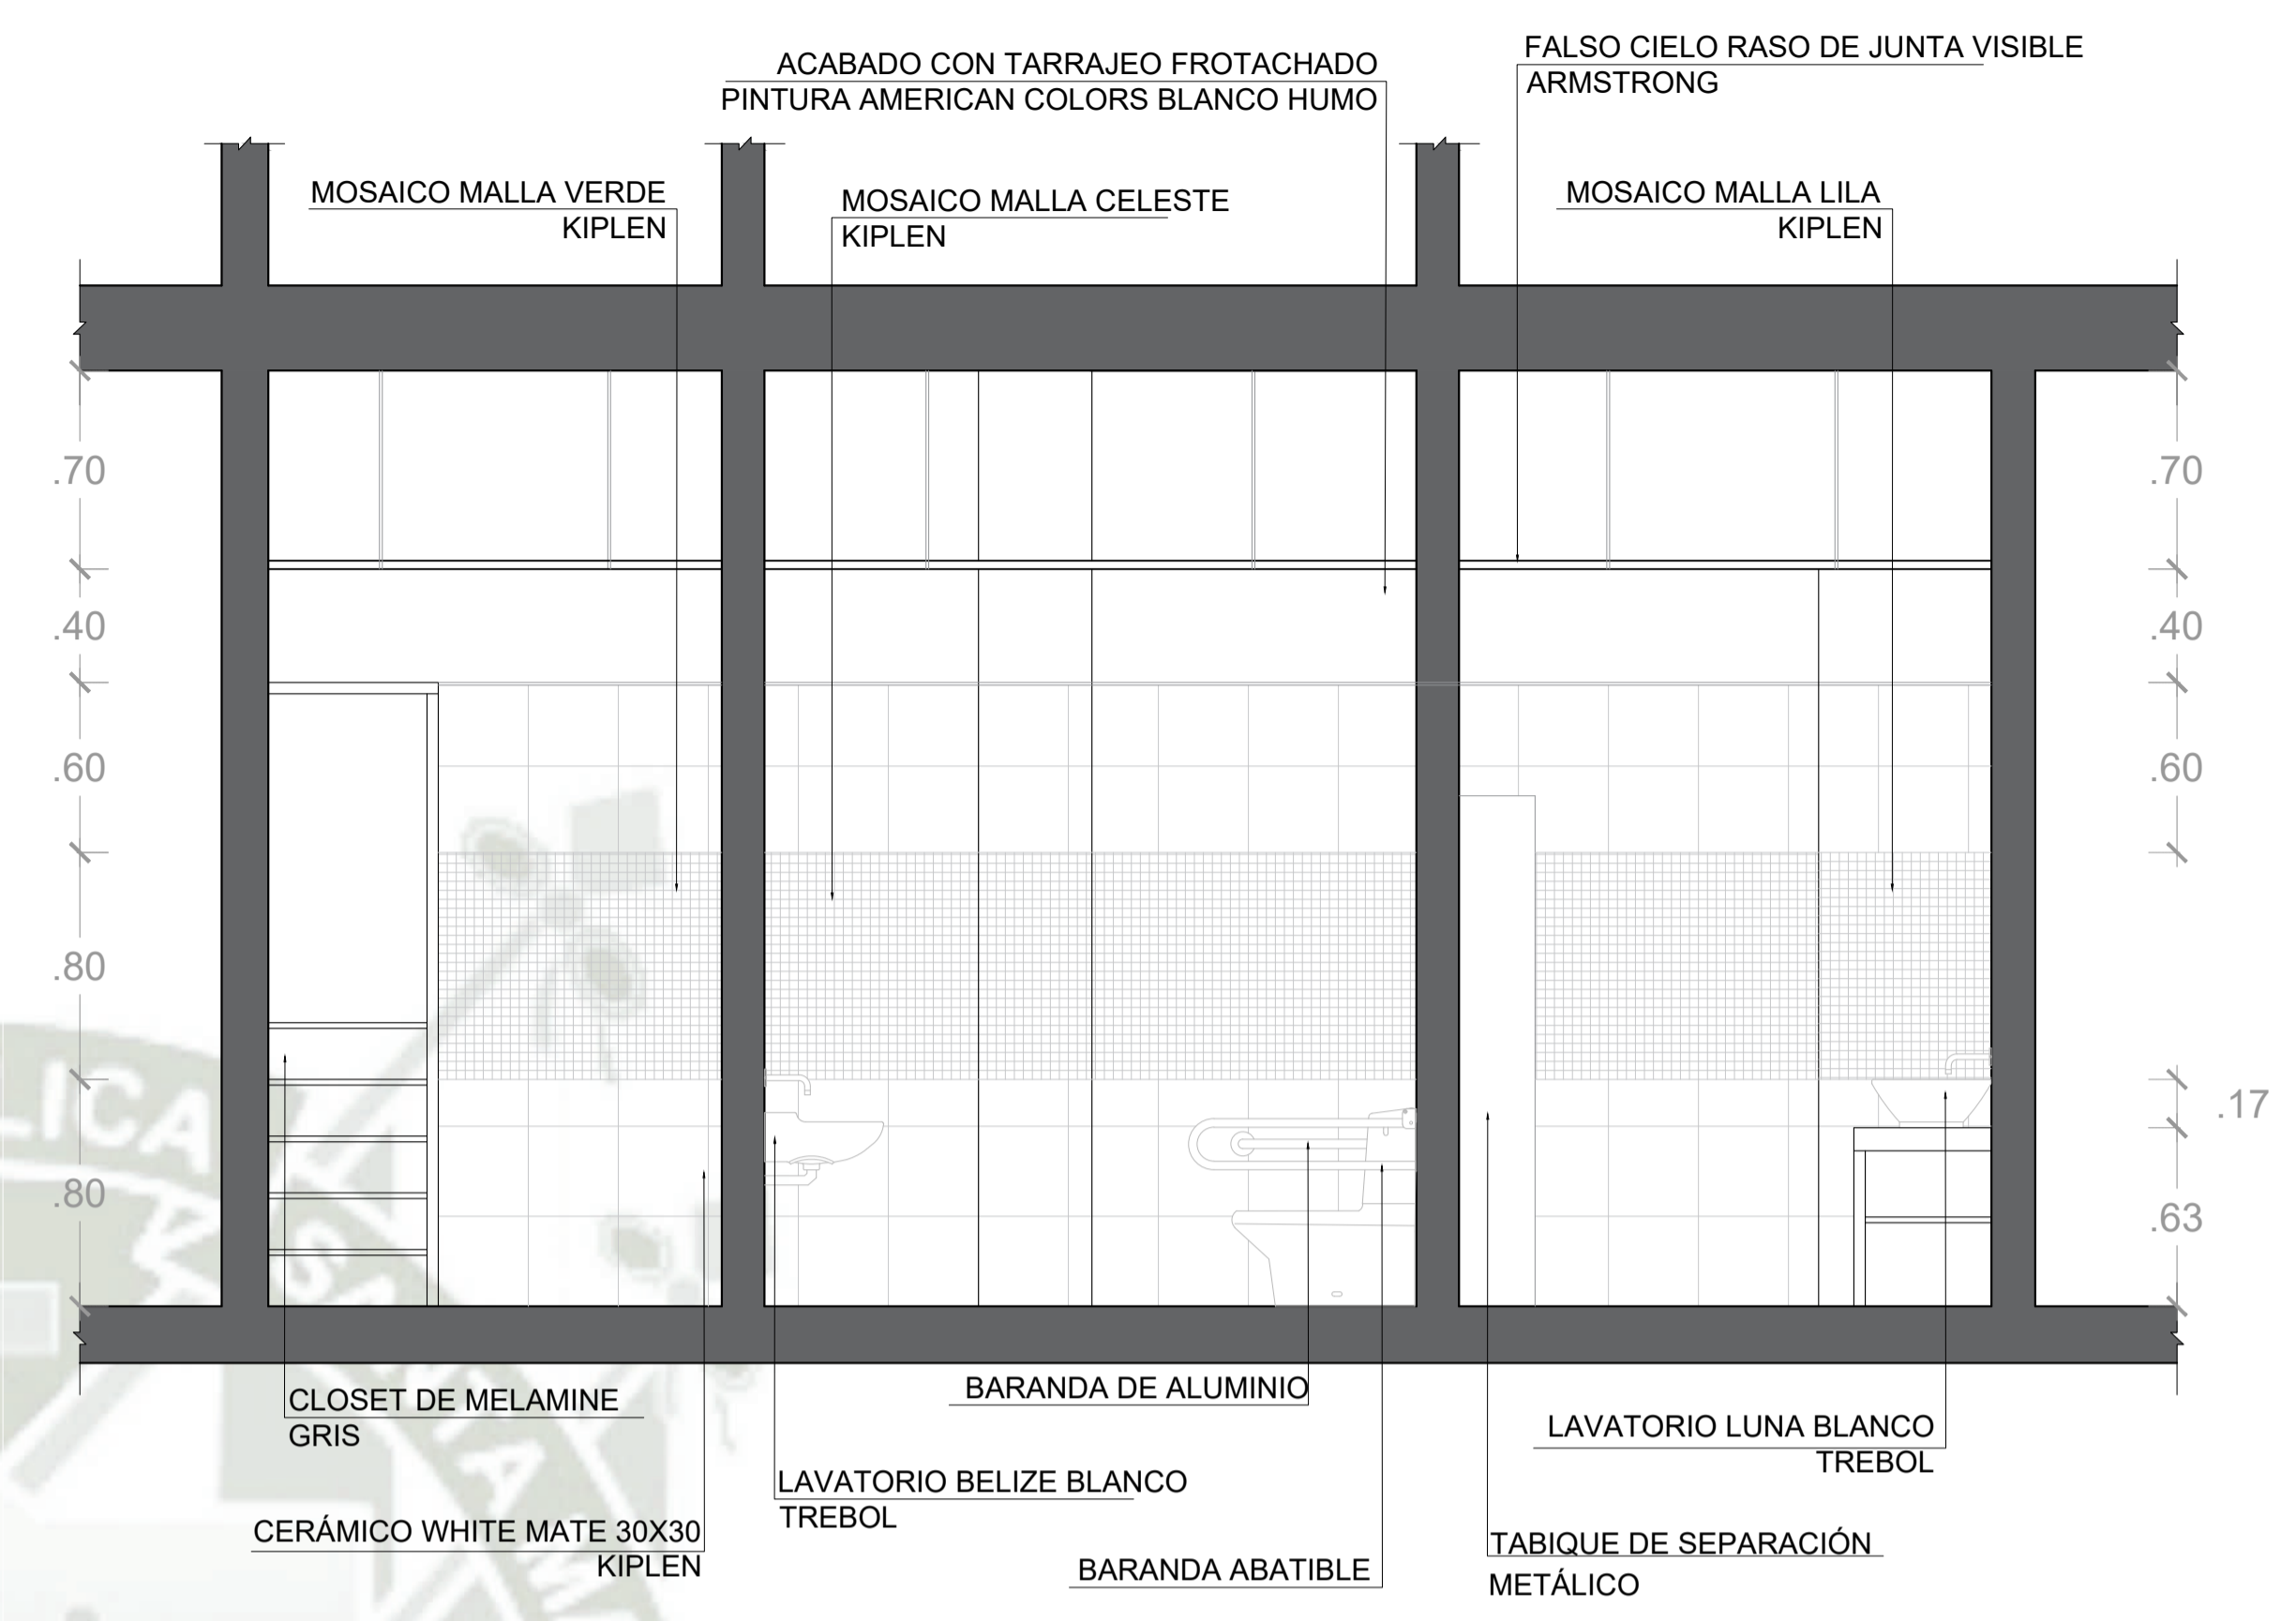 ACABADO CON TARRAJEO FROTACHADO
PINTURA AMERICAN COLORS BLANCO HUMO
FALSO CIELO RASO DE JUNTA VISIBLE
ARMSTRONG
MOSAICO MALLA VERDE
KIPLEN
MOSAICO MALLA CELESTE
KIPLEN
MOSAICO MALLA LILA
KIPLEN
.70
.40
.60
.80
.80
.70
.40
.60
.17
.63
CLOSET DE MELAMINE
GRIS
CERÁMICO WHITE MATE 30X30
KIPLEN
LAVATORIO BELIZE BLANCO
TREBOL
BARANDA DE ALUMINIO
BARANDA ABATIBLE
LAVATORIO LUNA BLANCO
TREBOL
TABIQUE DE SEPARACIÓN
METÁLICO